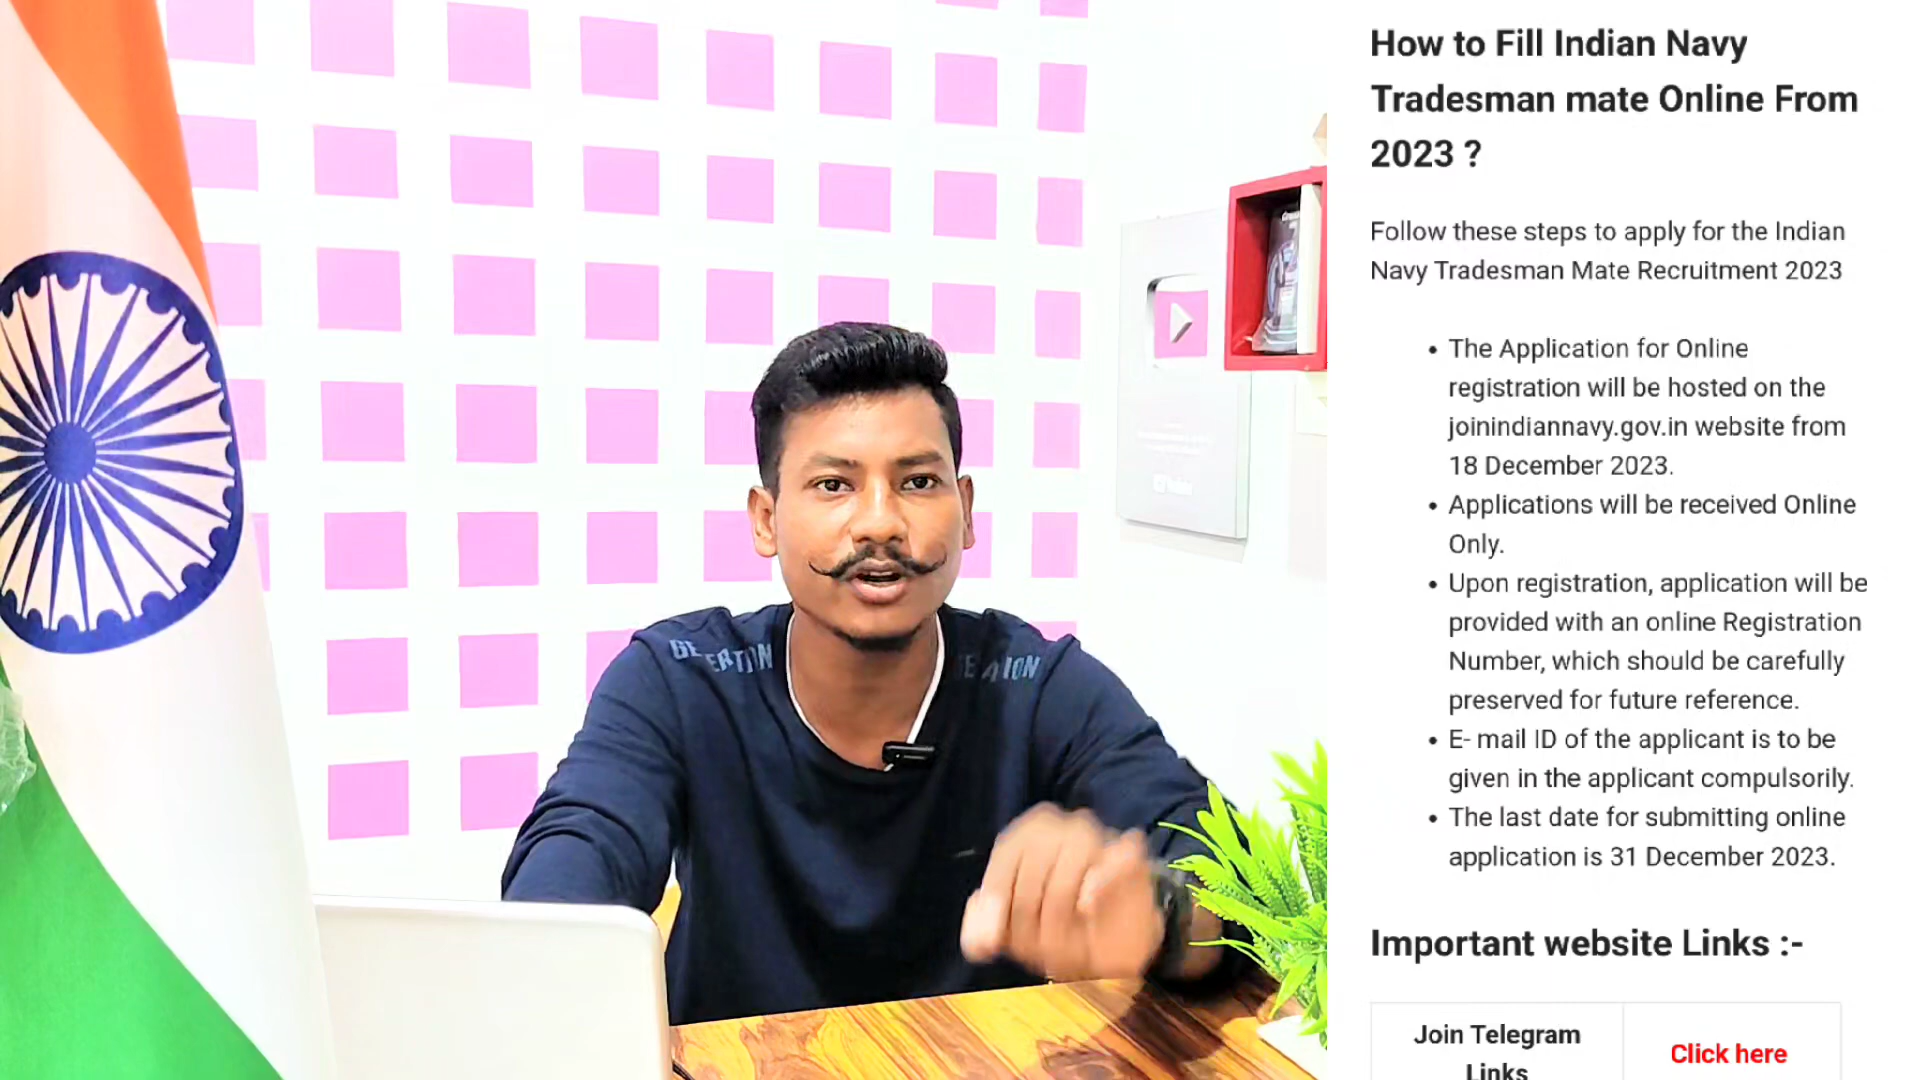 How to Fill Indian Navy
Tradesman mate Online From
2023 ?
Follow these steps to apply for the Indian
Navy Tradesman Mate Recruitment 2023
• The Application for Online
registration will be hosted on the
joinindiannavy.gov.in website from
18 December 2023.
• Applications will be received Online
Only.
• Upon registration, application will be
provided with an online Registration
Number, which should be carefully
preserved for future reference.
• E- mail ID of the applicant is to be
given in the applicant compulsorily.
• The last date for submitting online
application is 31 December 2023.
Important website Links :-
Join Telegram
Links
Click here